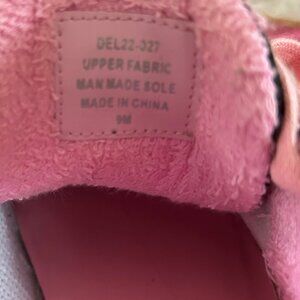 DEL22-327
UPPER FABRIC
MAN MADE SOLE
MADE IN CHINA
9M